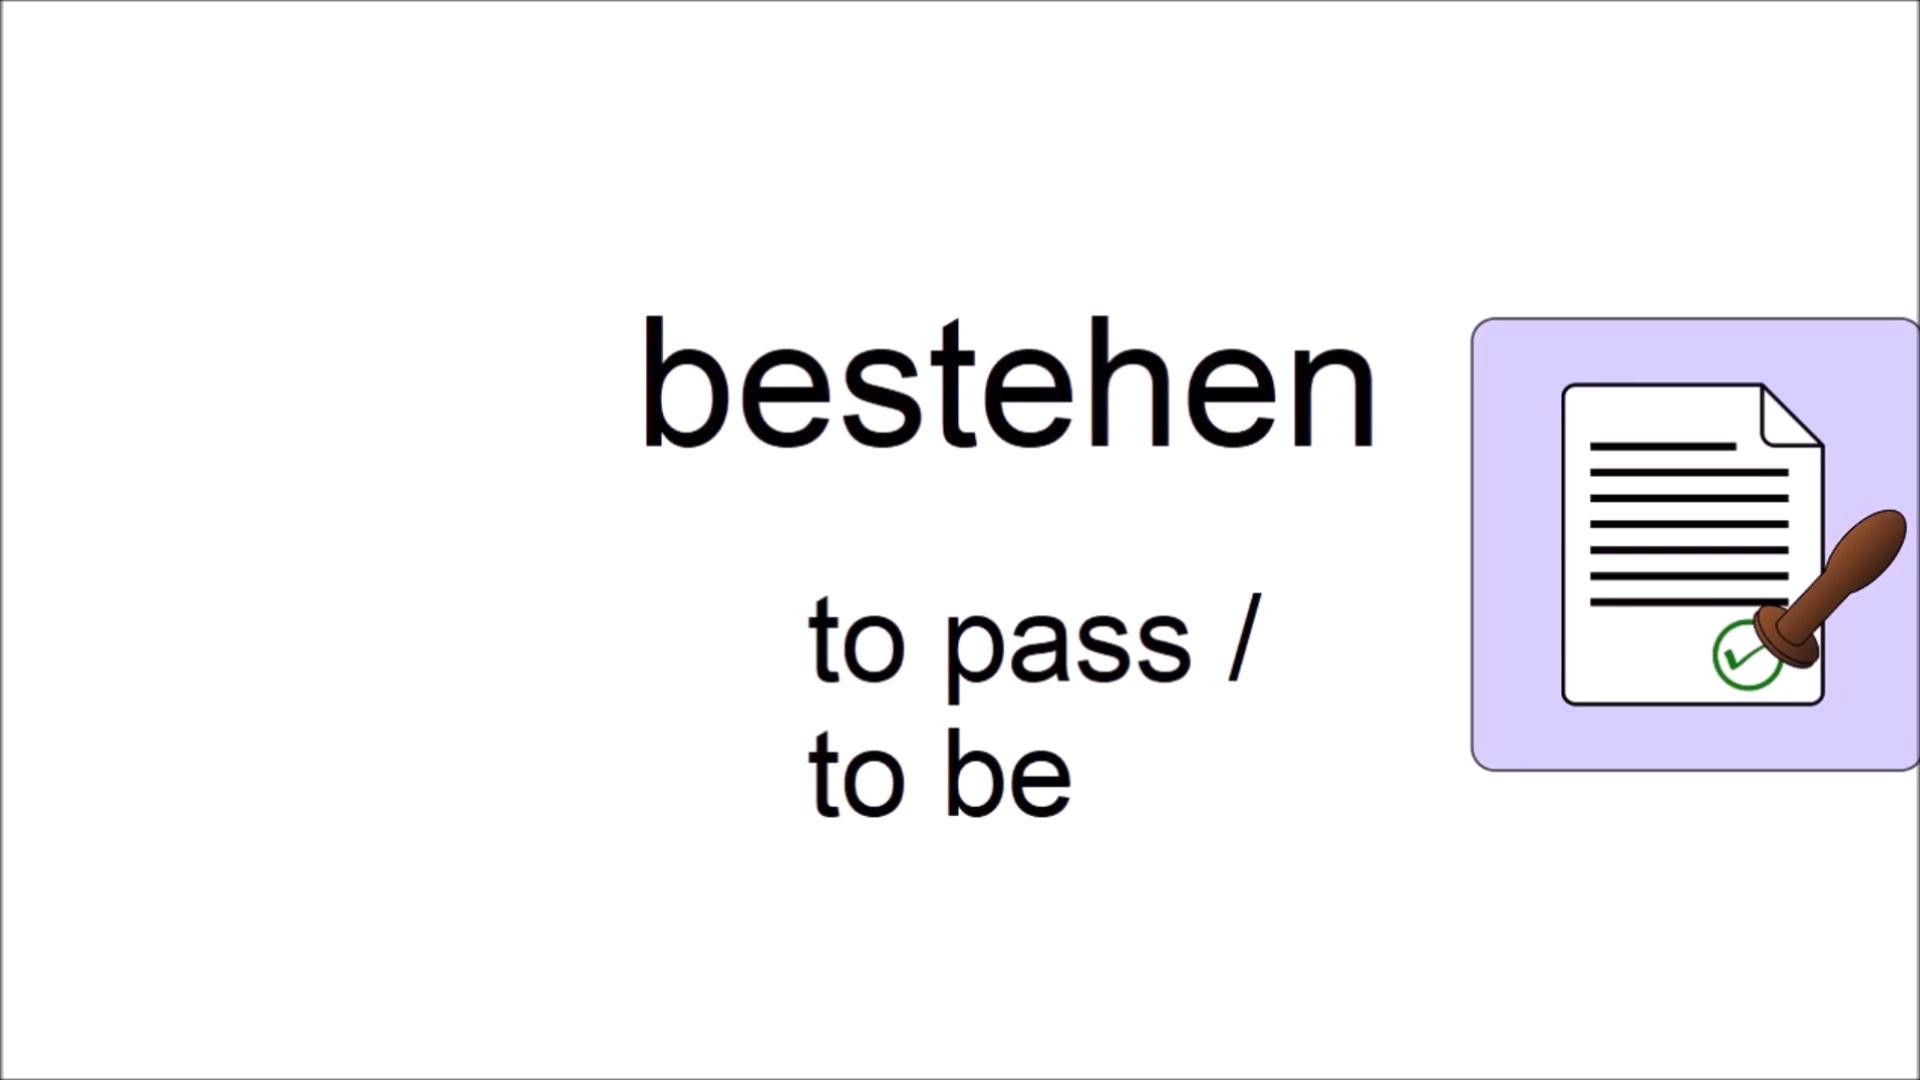 bestehen
to pass /
to be